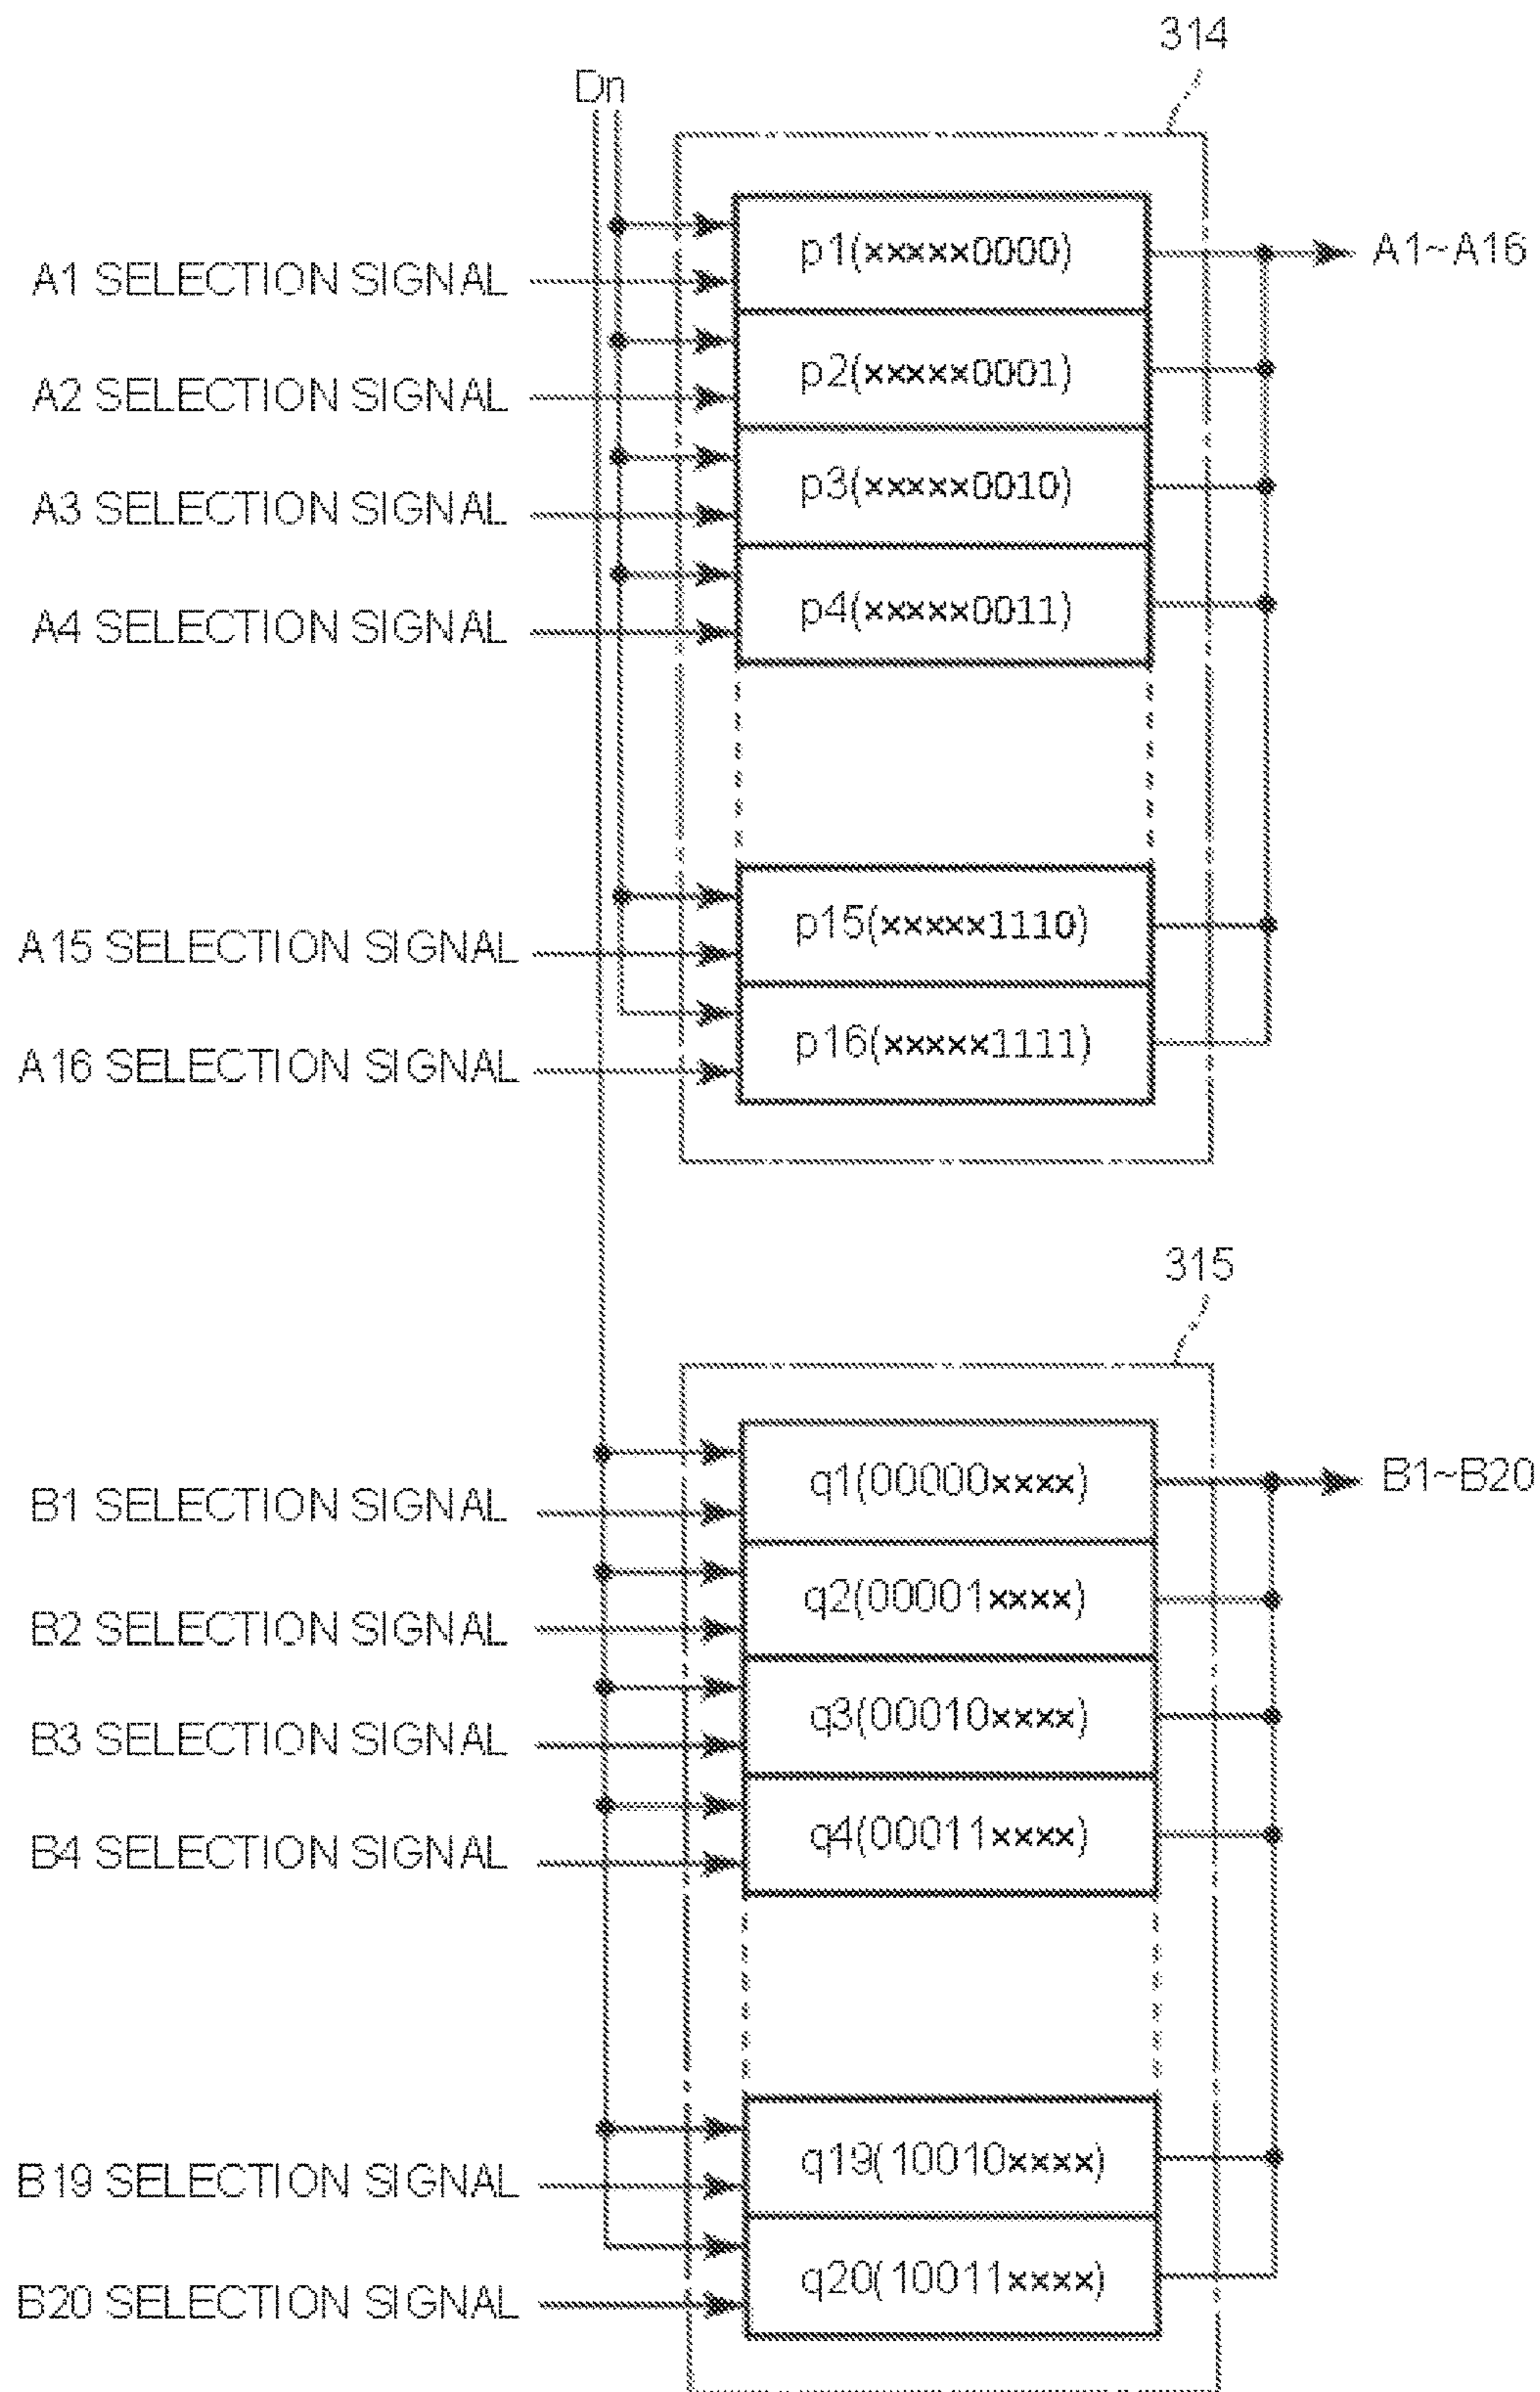 314
Dn
p1(xxxxx0000)
A1~A16
A1 SELECTION SIGNAL
p2(xxxxx0001)
A2 SELECTION SIGNAL
p3(xxxxx0010)
A3 SELECTION SIGNAL
p4(xxxxx0011)
A4 SELECTION SIGNAL
p15(xxxxx1110)
A15 SELECTION SIGNAL
p16(xxxxx1111)
A16 SELECTION SIGNAL
315
q1(00000xxxx)
B1~B20
B1 SELECTION SIGNAL
q2(00001xxxx)
B2 SELECTION SIGNAL
q3(00010xxxx)
B3 SELECTION SIGNAL
q4(00011xxxx)
B4 SELECTION SIGNAL
q19(10010xxxx)
B19 SELECTION SIGNAL
q20(10011xxxx)
B20 SELECTION SIGNAL